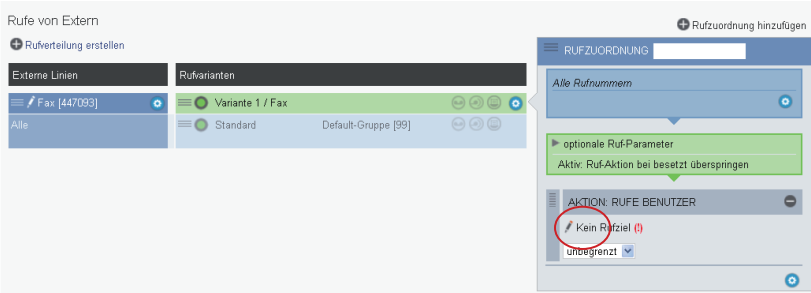 Rufe von Extern
Rufverteilung erstellen
Externe Linien
Rufvarianten
Fax [447093]
Variante 1 / Fax
Alle
Standard Default-Gruppe [99]
Rufzuordnung hinzufügen
RUFZUORDNUNG
Alle Rufnummern
optionale Ruf-Parameter
Aktiv: Ruf-Aktion bei besetzt überspringen
AKTION: RUFE BENUTZER
Kein Rufziel (!)
unbegrenzt